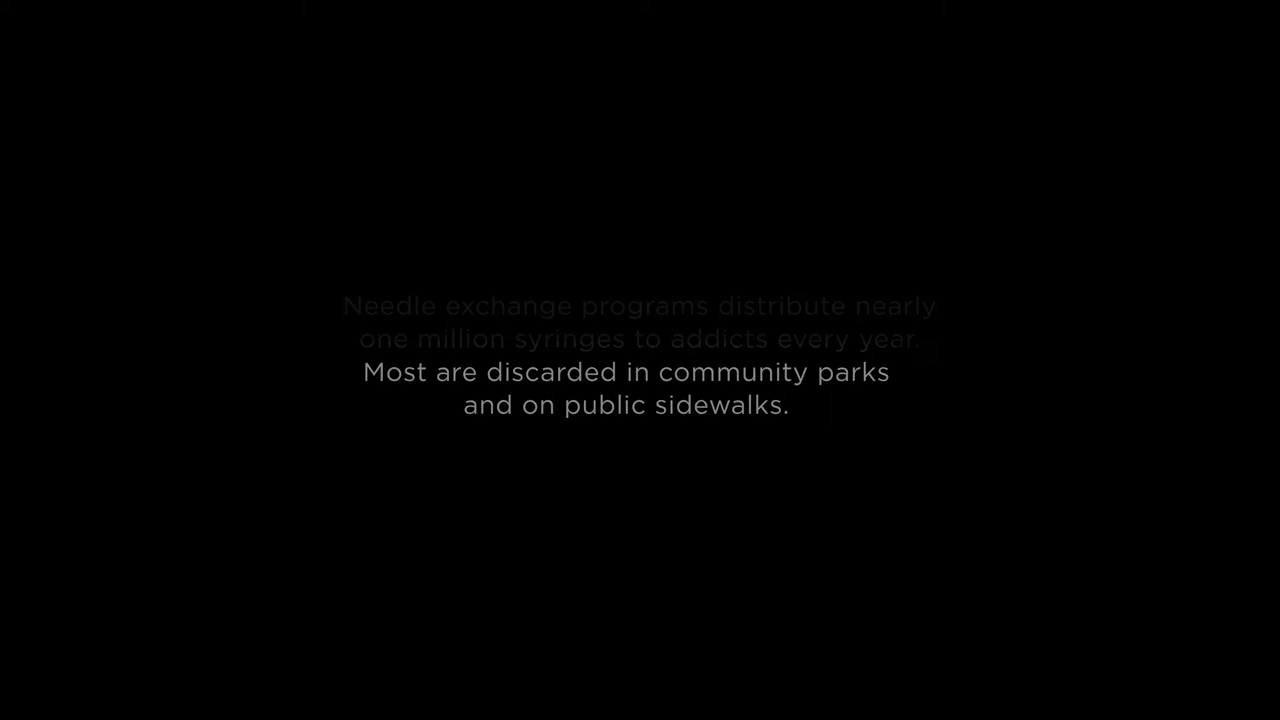 Needle exchange programs distribute nearly
one million syringes to addicts every year.
Most are discarded in community parks
and on public sidewalks.